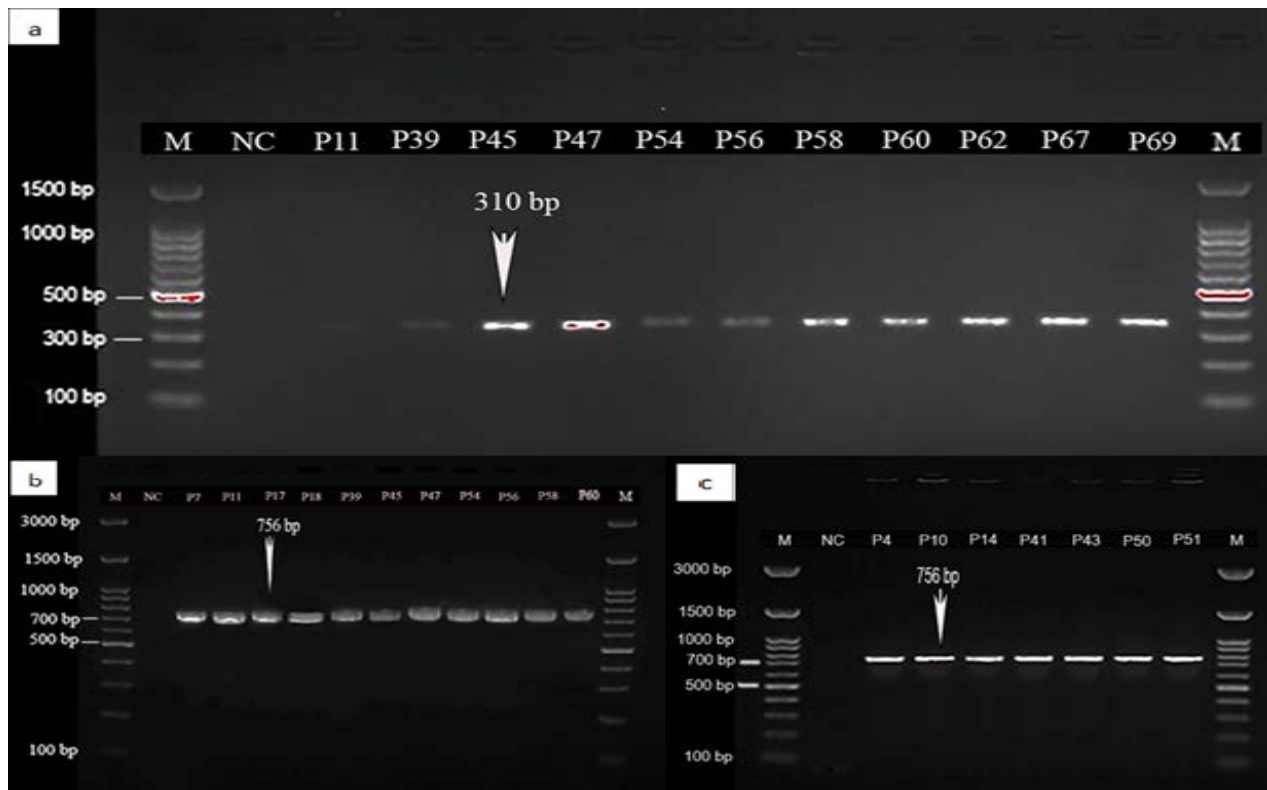 a
M NC P11 P39 P45 P47 P54 P56 P58 P60 P62 P67 P69 M
1500 bp
310 bp
1000 bp
500 bp
300 bp
100 bp
b
M NC P7 P11 P17 P18 P39 P45 P47 P54 P56 P58 P60 M
3000 bp
756 bp
1500 bp
1000 bp
700 bp
500 bp
100 bp
c
M NC P4 P10 P14 P41 P43 P50 P51 M
3000 bp
756 bp
1500 bp
1000 bp
700 bp
500 bp
100 bp